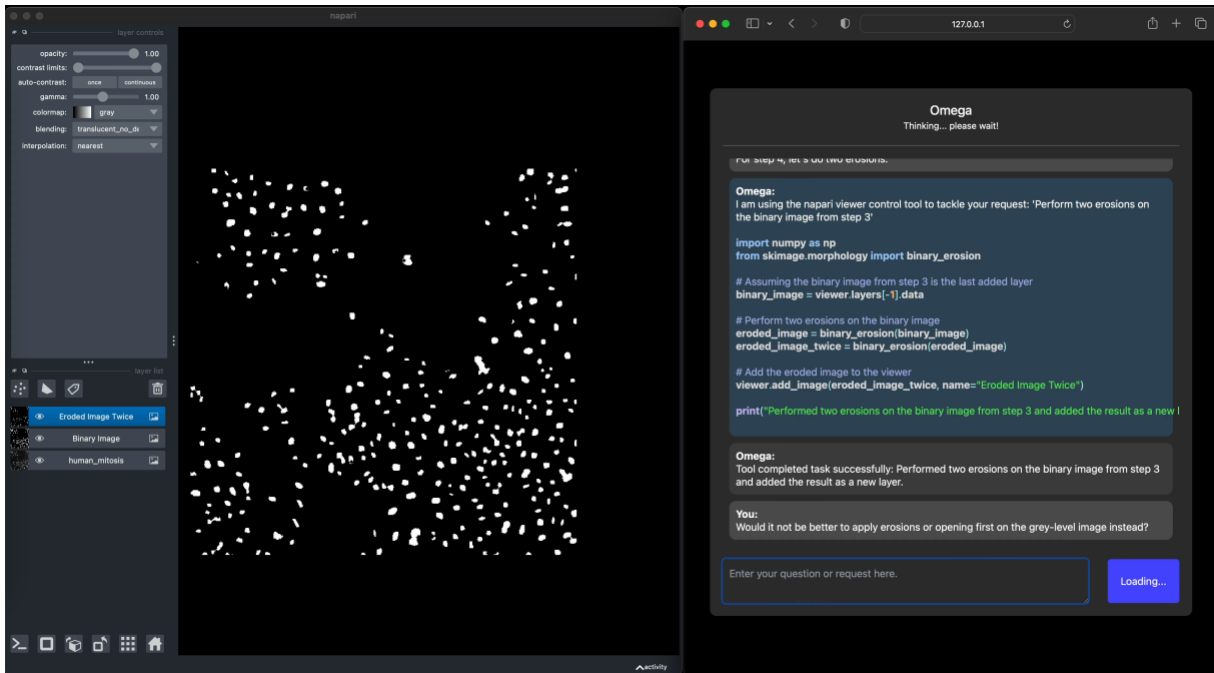 napari
layer controls
opacity: 1.00
contrast limits:
auto-contrast: once continuous
gamma: 1.00
colormap: gray
blending: translucent_no_de
interpolation: nearest
layer list
Eroded Image Twice
Binary Image
human_mitosis
activity
127.0.0.1
Omega
Thinking... please wait!
For step 4, let's do two erosions.
Omega:
I am using the napari viewer control tool to tackle your request: 'Perform two erosions on
the binary image from step 3'
import numpy as np
from skimage.morphology import binary_erosion
# Assuming the binary image from step 3 is the last added layer
binary_image = viewer.layers[-1].data
# Perform two erosions on the binary image
eroded_image = binary_erosion(binary_image)
eroded_image_twice = binary_erosion(eroded_image)
# Add the eroded image to the viewer
viewer.add_image(eroded_image_twice, name="Eroded Image Twice")
print("Performed two erosions on the binary image from step 3 and added the result as a new l
Omega:
Tool completed task successfully: Performed two erosions on the binary image from step 3
and added the result as a new layer.
You:
Would it not be better to apply erosions or opening first on the grey-level image instead?
Enter your question or request here.
Loading...